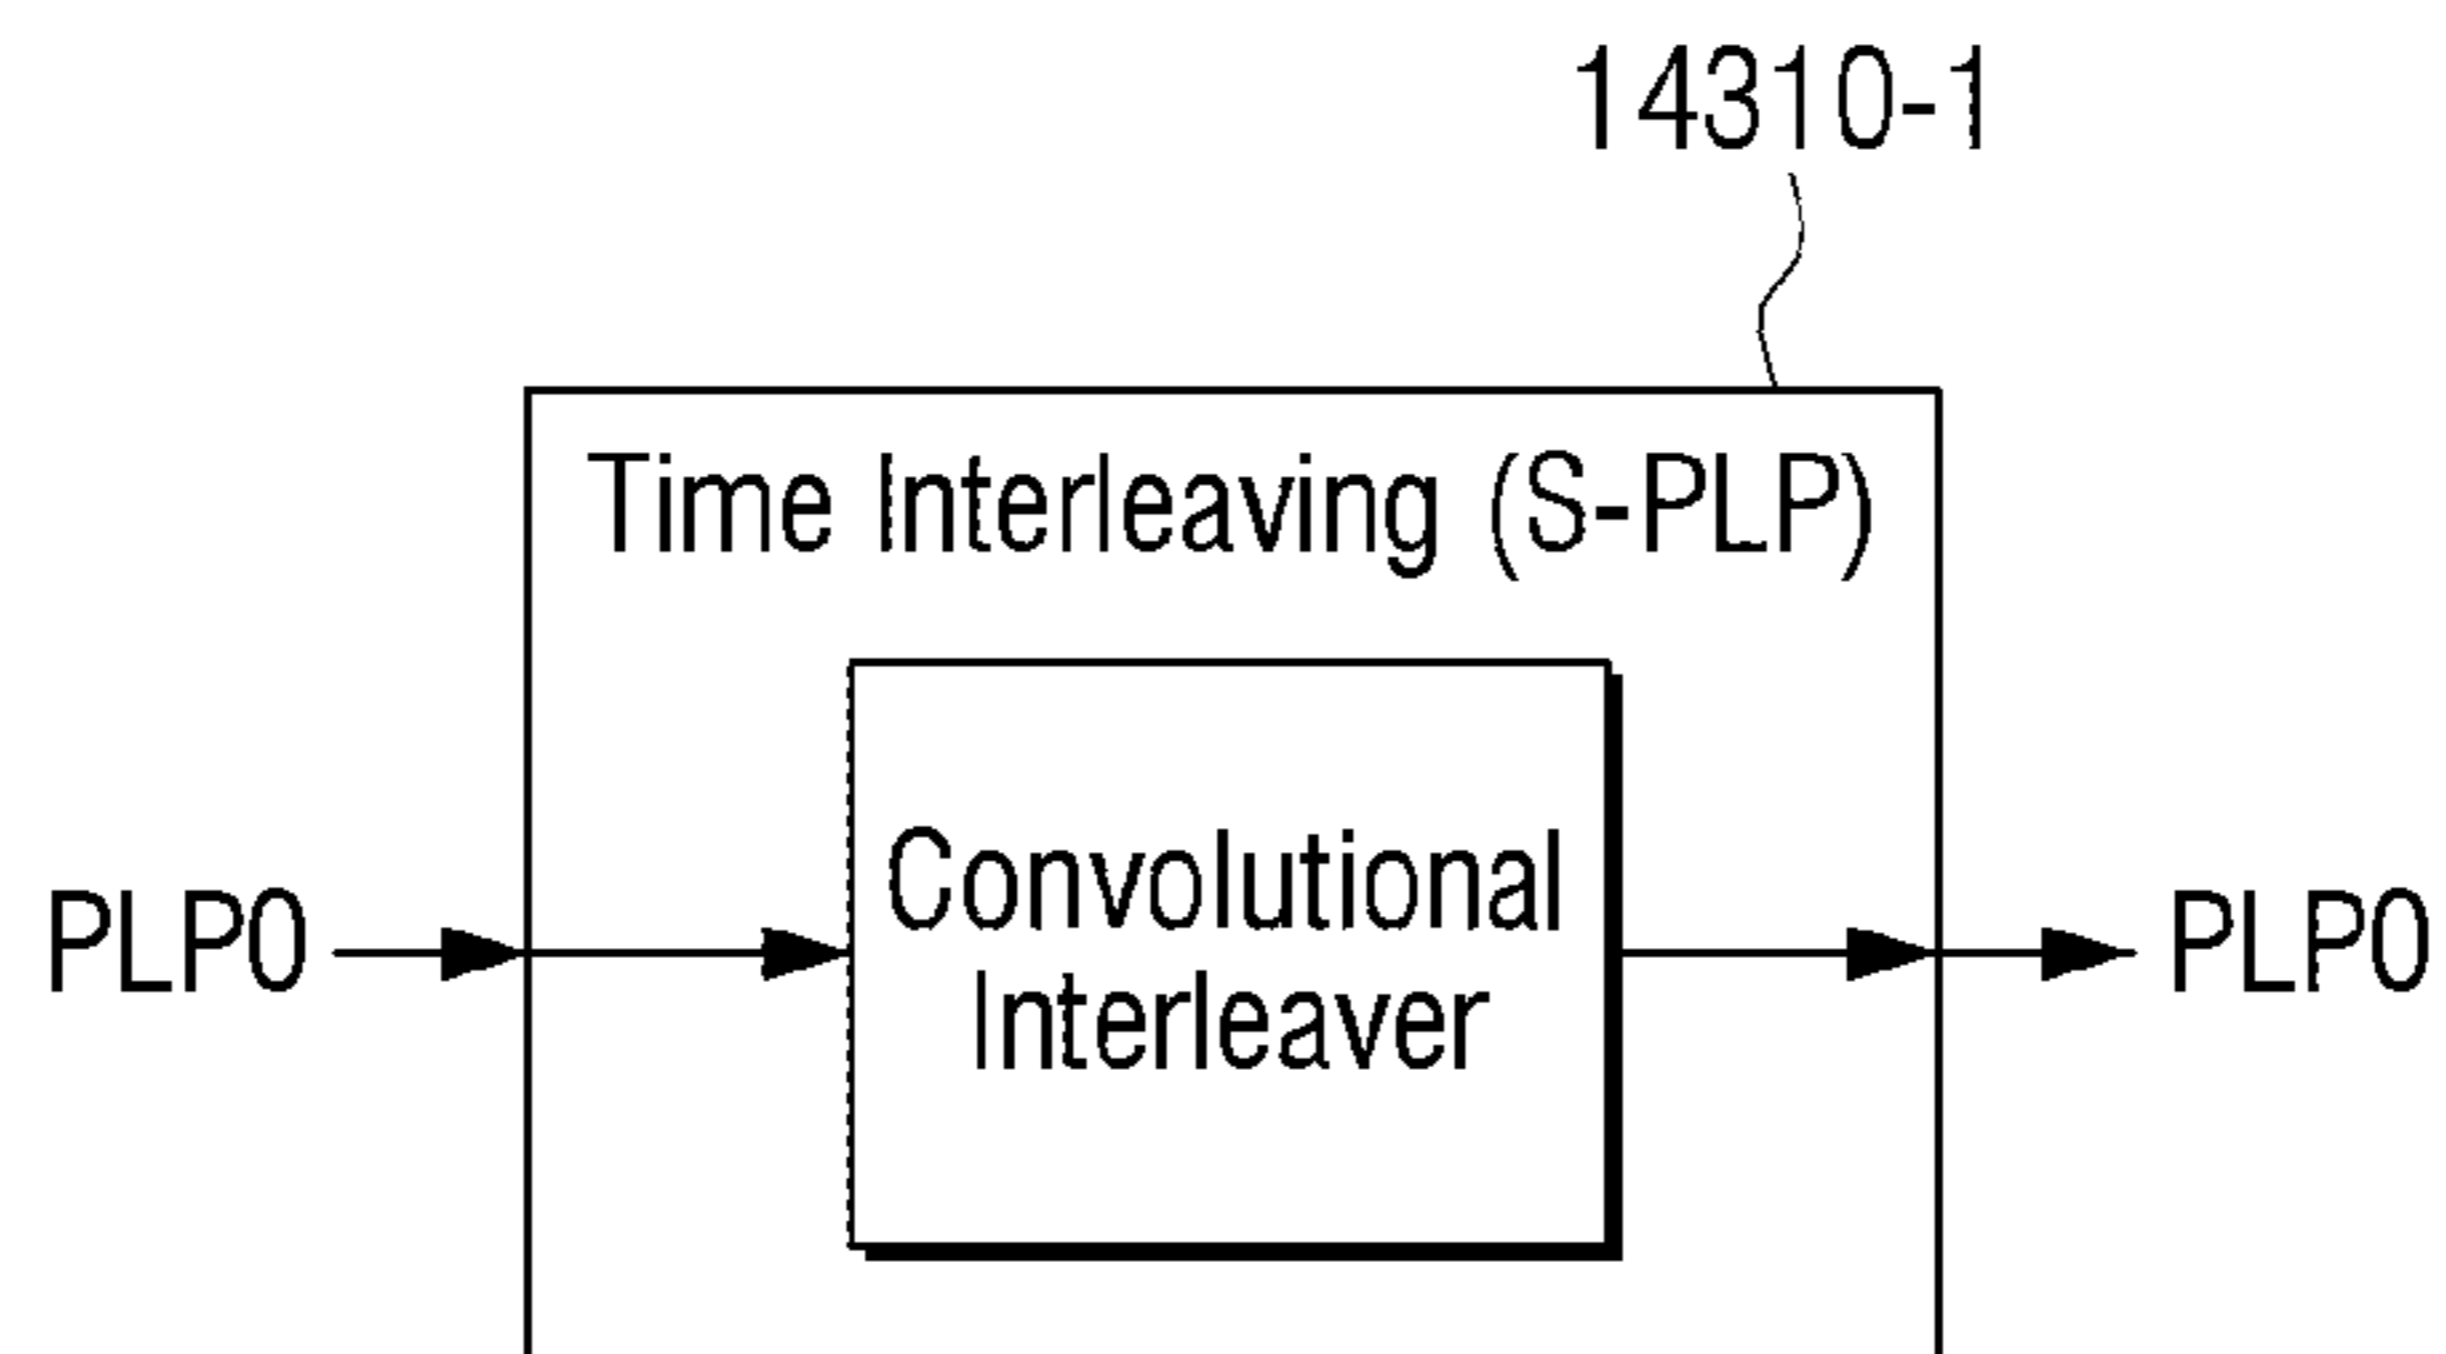 14310-1
Time Interleaving (S-PLP)
PLP0
Convolutional
Interleaver
PLP0